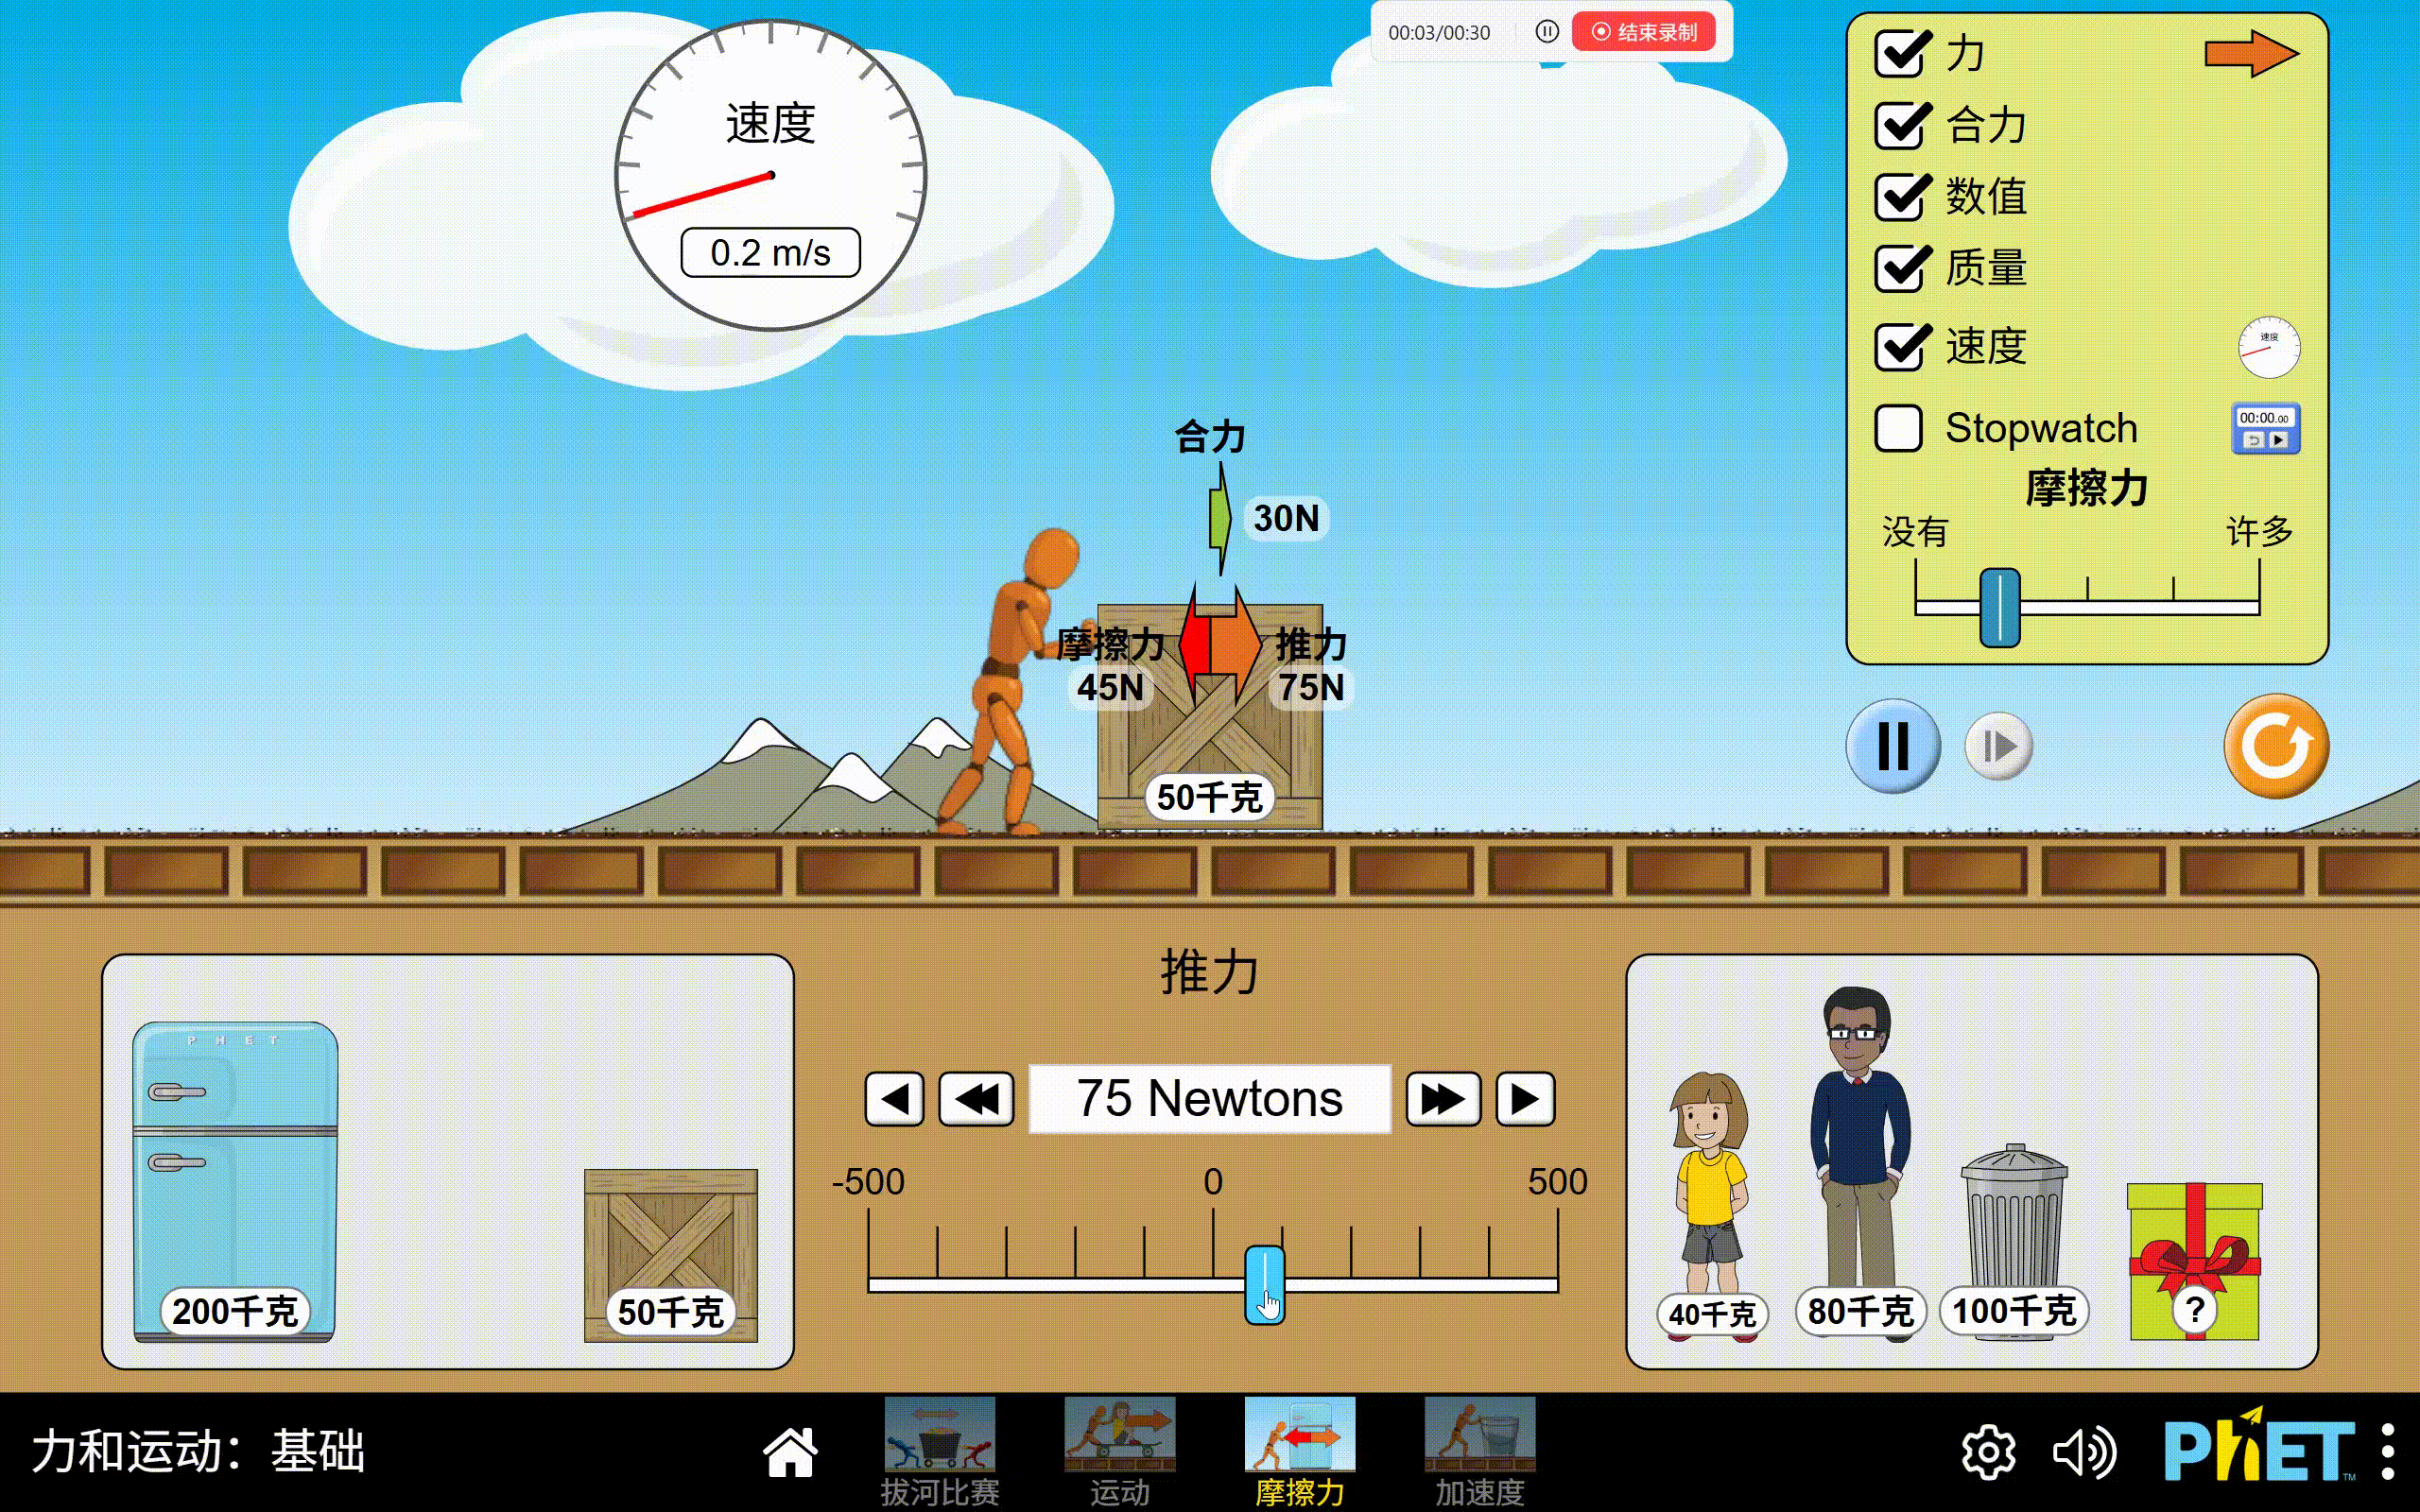 00:03/00:30
结束录制
速度
0.2 m/s
力
合力
数值
质量
速度
速度
Stopwatch
00:00.00
摩擦力
没有
许多
合力
30N
摩擦力
推力
45N
75N
50千克
推力
75 Newtons
-500
0
500
PHET
200千克
50千克
40千克
80千克
100千克
?
力和运动：基础
拔河比赛
运动
摩擦力
加速度
PhET™